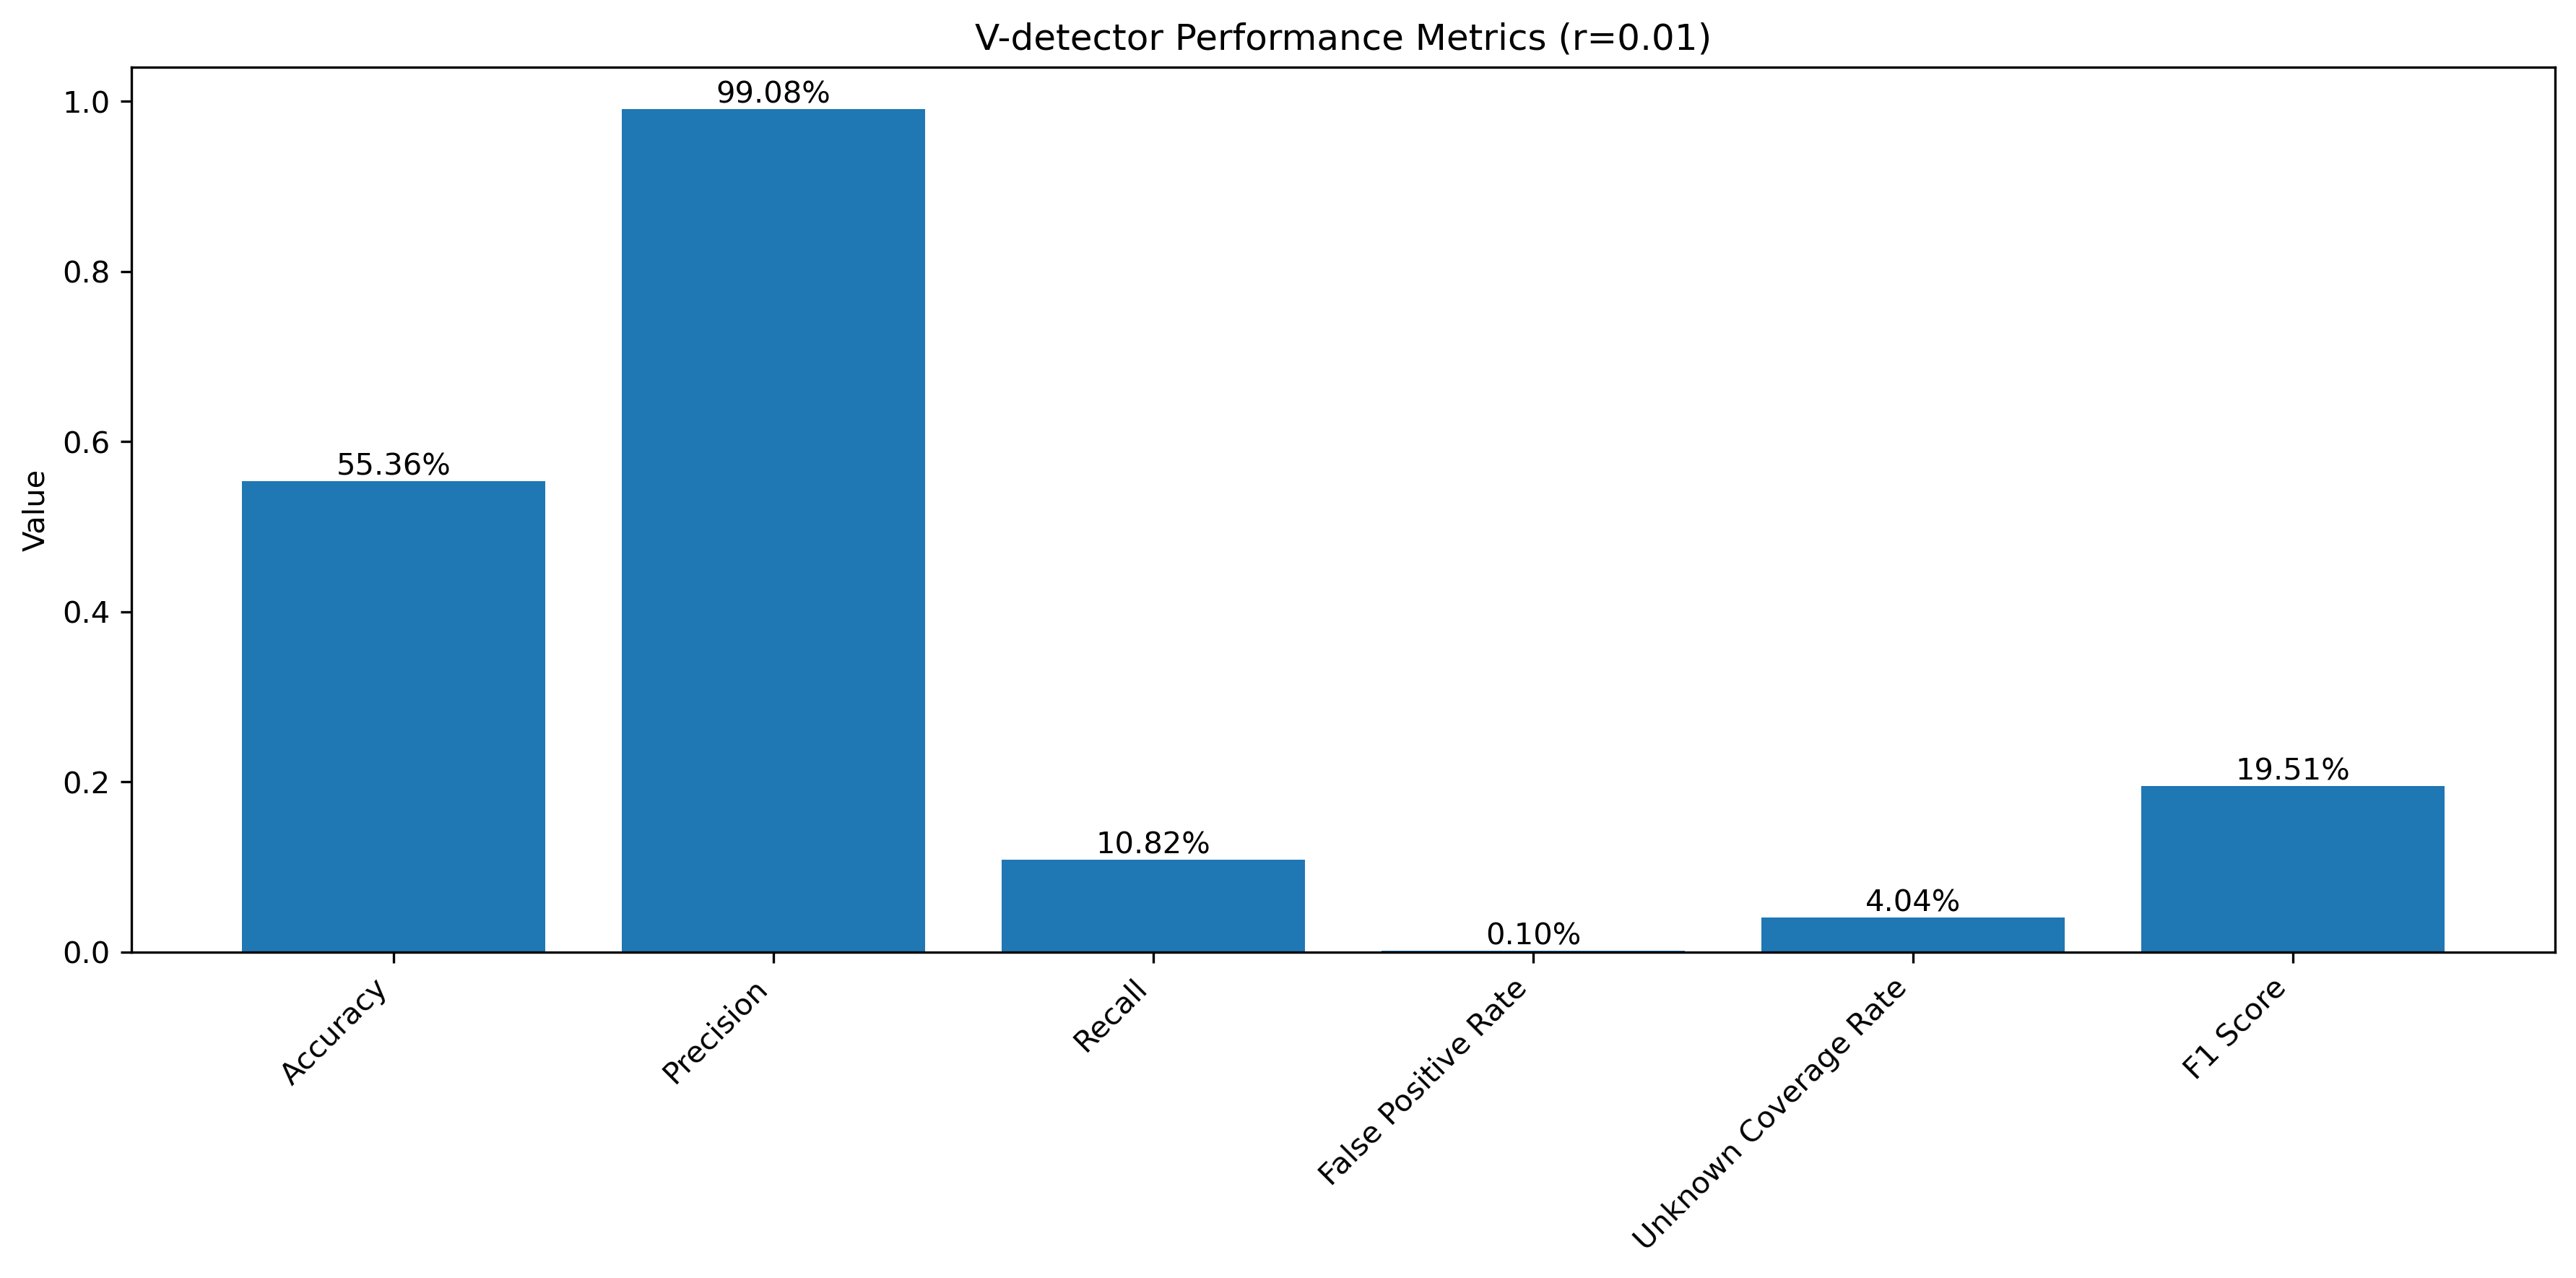 V-detector Performance Metrics (r=0.01)
Value
1.0
0.8
0.6
0.4
0.2
0.0
55.36%
99.08%
10.82%
0.10%
4.04%
19.51%
Accuracy
Precision
Recall
False Positive Rate
Unknown Coverage Rate
F1 Score